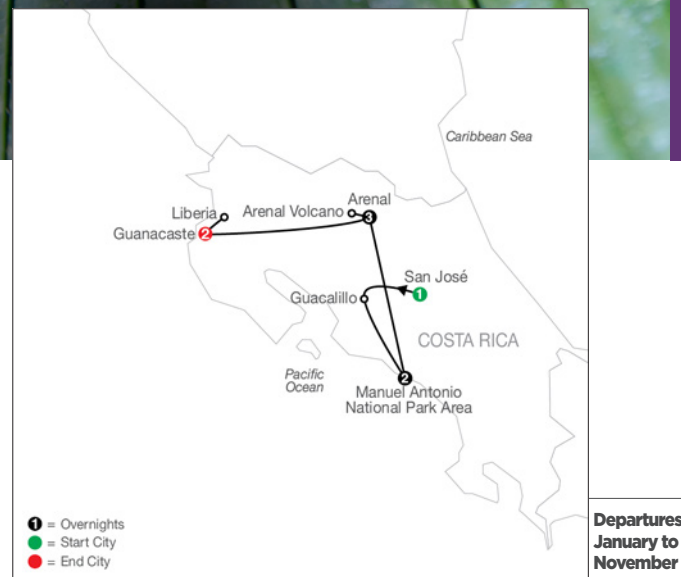 Caribbean Sea
Arenal
Liberia
Arenal Volcano
3
Guanacaste
2
San José
1
Guacalillo
COSTA RICA
Pacific
Ocean
2
Manuel Antonio
National Park Area
1 = Overnights
= Start City
= End City
Departures
January to
November